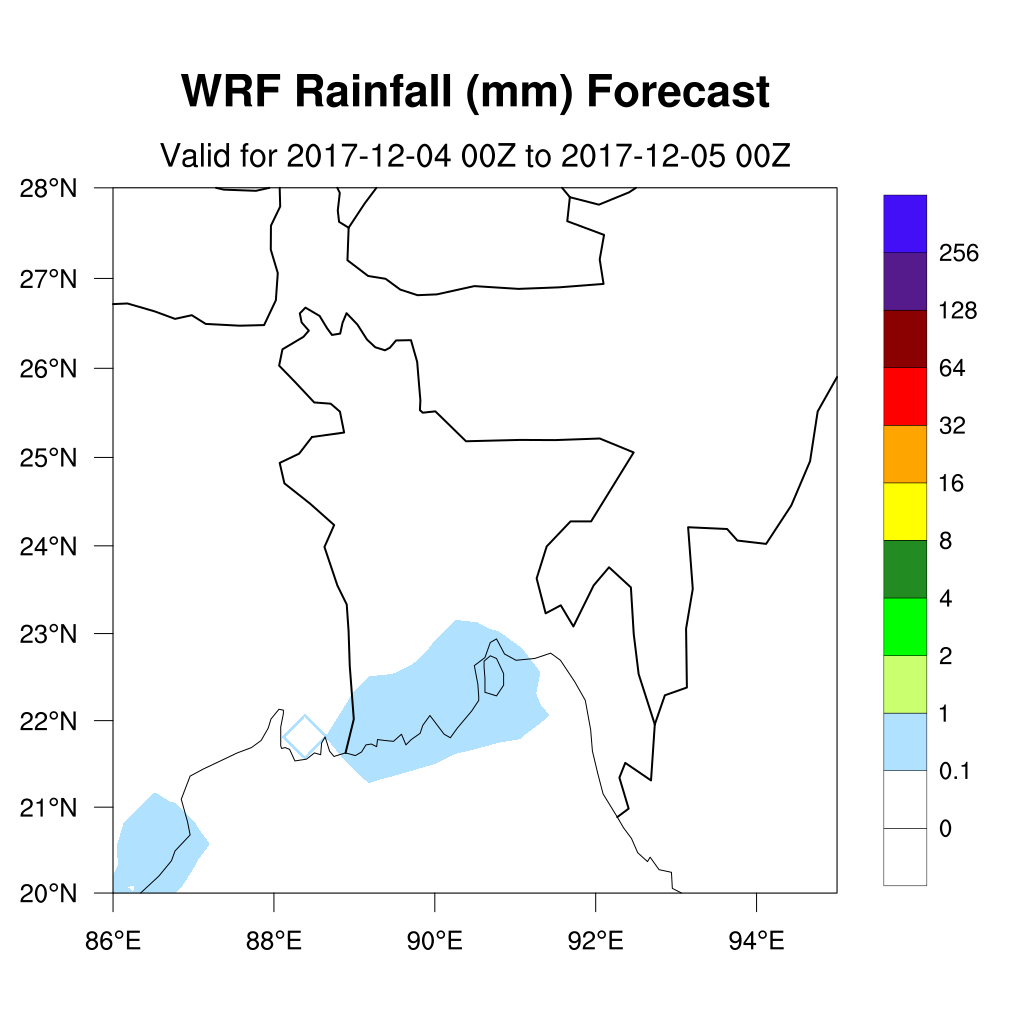 WRF Rainfall (mm) Forecast
Valid for 2017-12-04 00Z to 2017-12-05 00Z
28°N
27°N
26°N
25°N
24°N
23°N
22°N
21°N
20°N
86°E 88°E 90°E 92°E 94°E
256
128
64
32
16
8
4
2
1
0.1
0